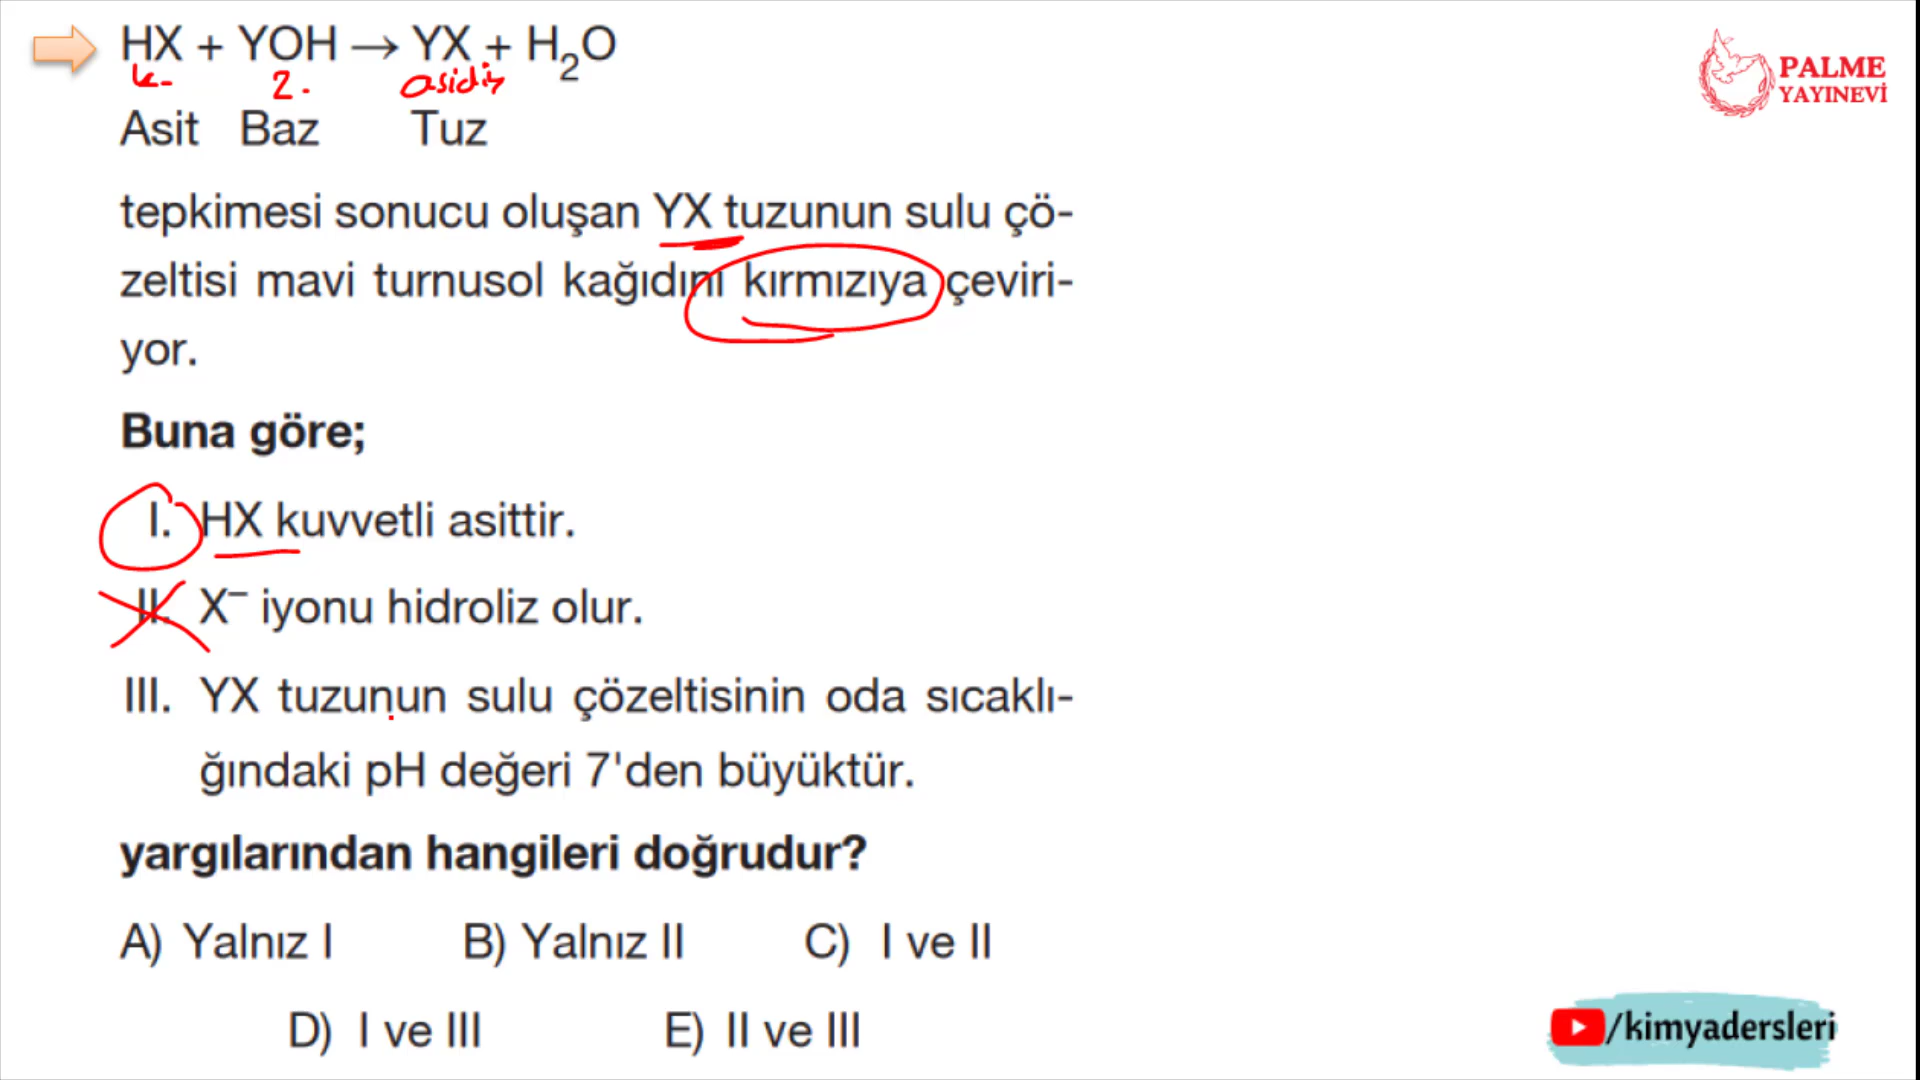 HX + YOH → YX + H₂O
k. 2. asidik
Asit Baz Tuz
tepkimesi sonucu oluşan YX tuzunun sulu çö-
zeltisi mavi turnusol kağıdını kırmızıya çeviri-
yor.
Buna göre;
I. HX kuvvetli asittir.
II. X⁻ iyonu hidroliz olur.
III. YX tuzunun sulu çözeltisinin oda sıcaklı-
ğındaki pH değeri 7'den büyüktür.
yargılarından hangileri doğrudur?
A) Yalnız I B) Yalnız II C) I ve II
D) I ve III E) II ve III
PALME
YAYINEVİ
/kimyadersleri